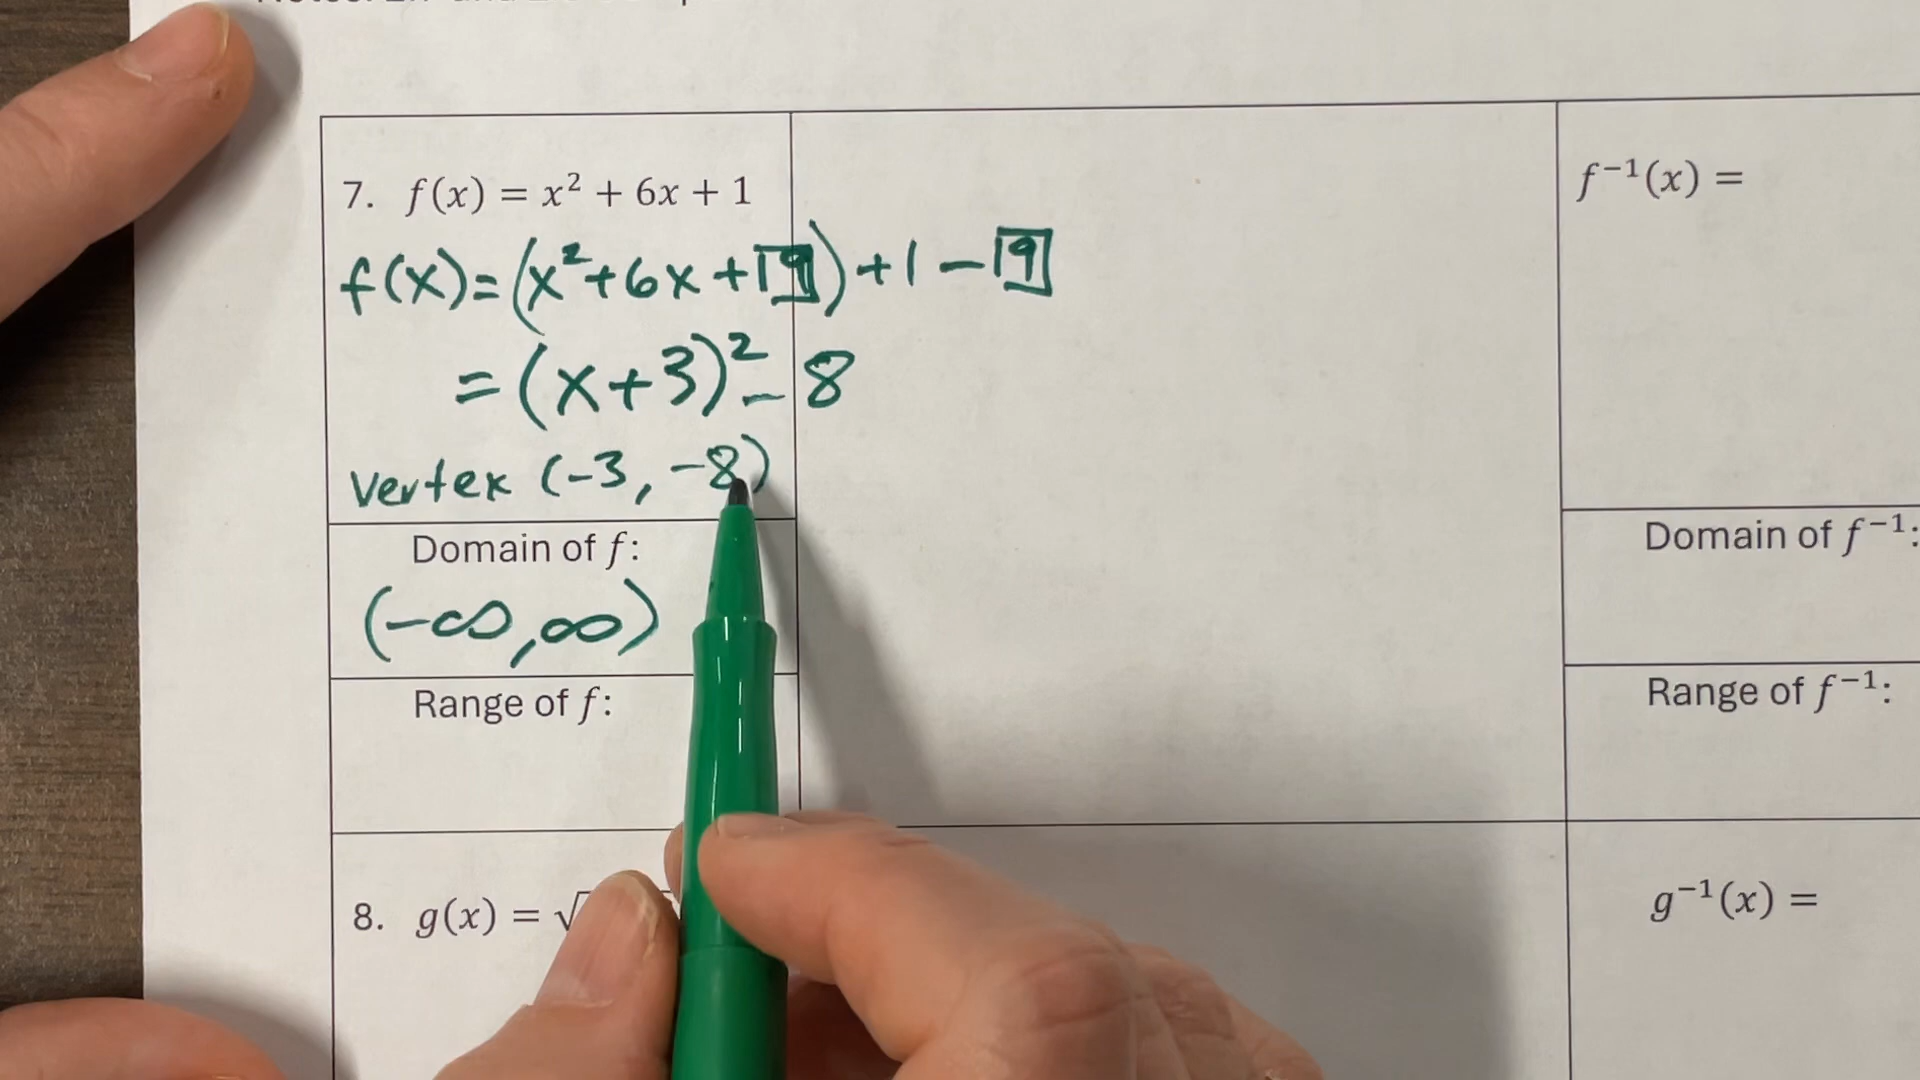 7. f(x) = x² + 6x + 1
f(x) = (x² + 6x + [9]) + 1 − [9]
= (x + 3)² − 8
vertex (-3, -8)
Domain of f:
(-∞, ∞)
Range of f:
8. g(x) = √
f⁻¹(x) =
Domain of f⁻¹:
Range of f⁻¹:
g⁻¹(x) =